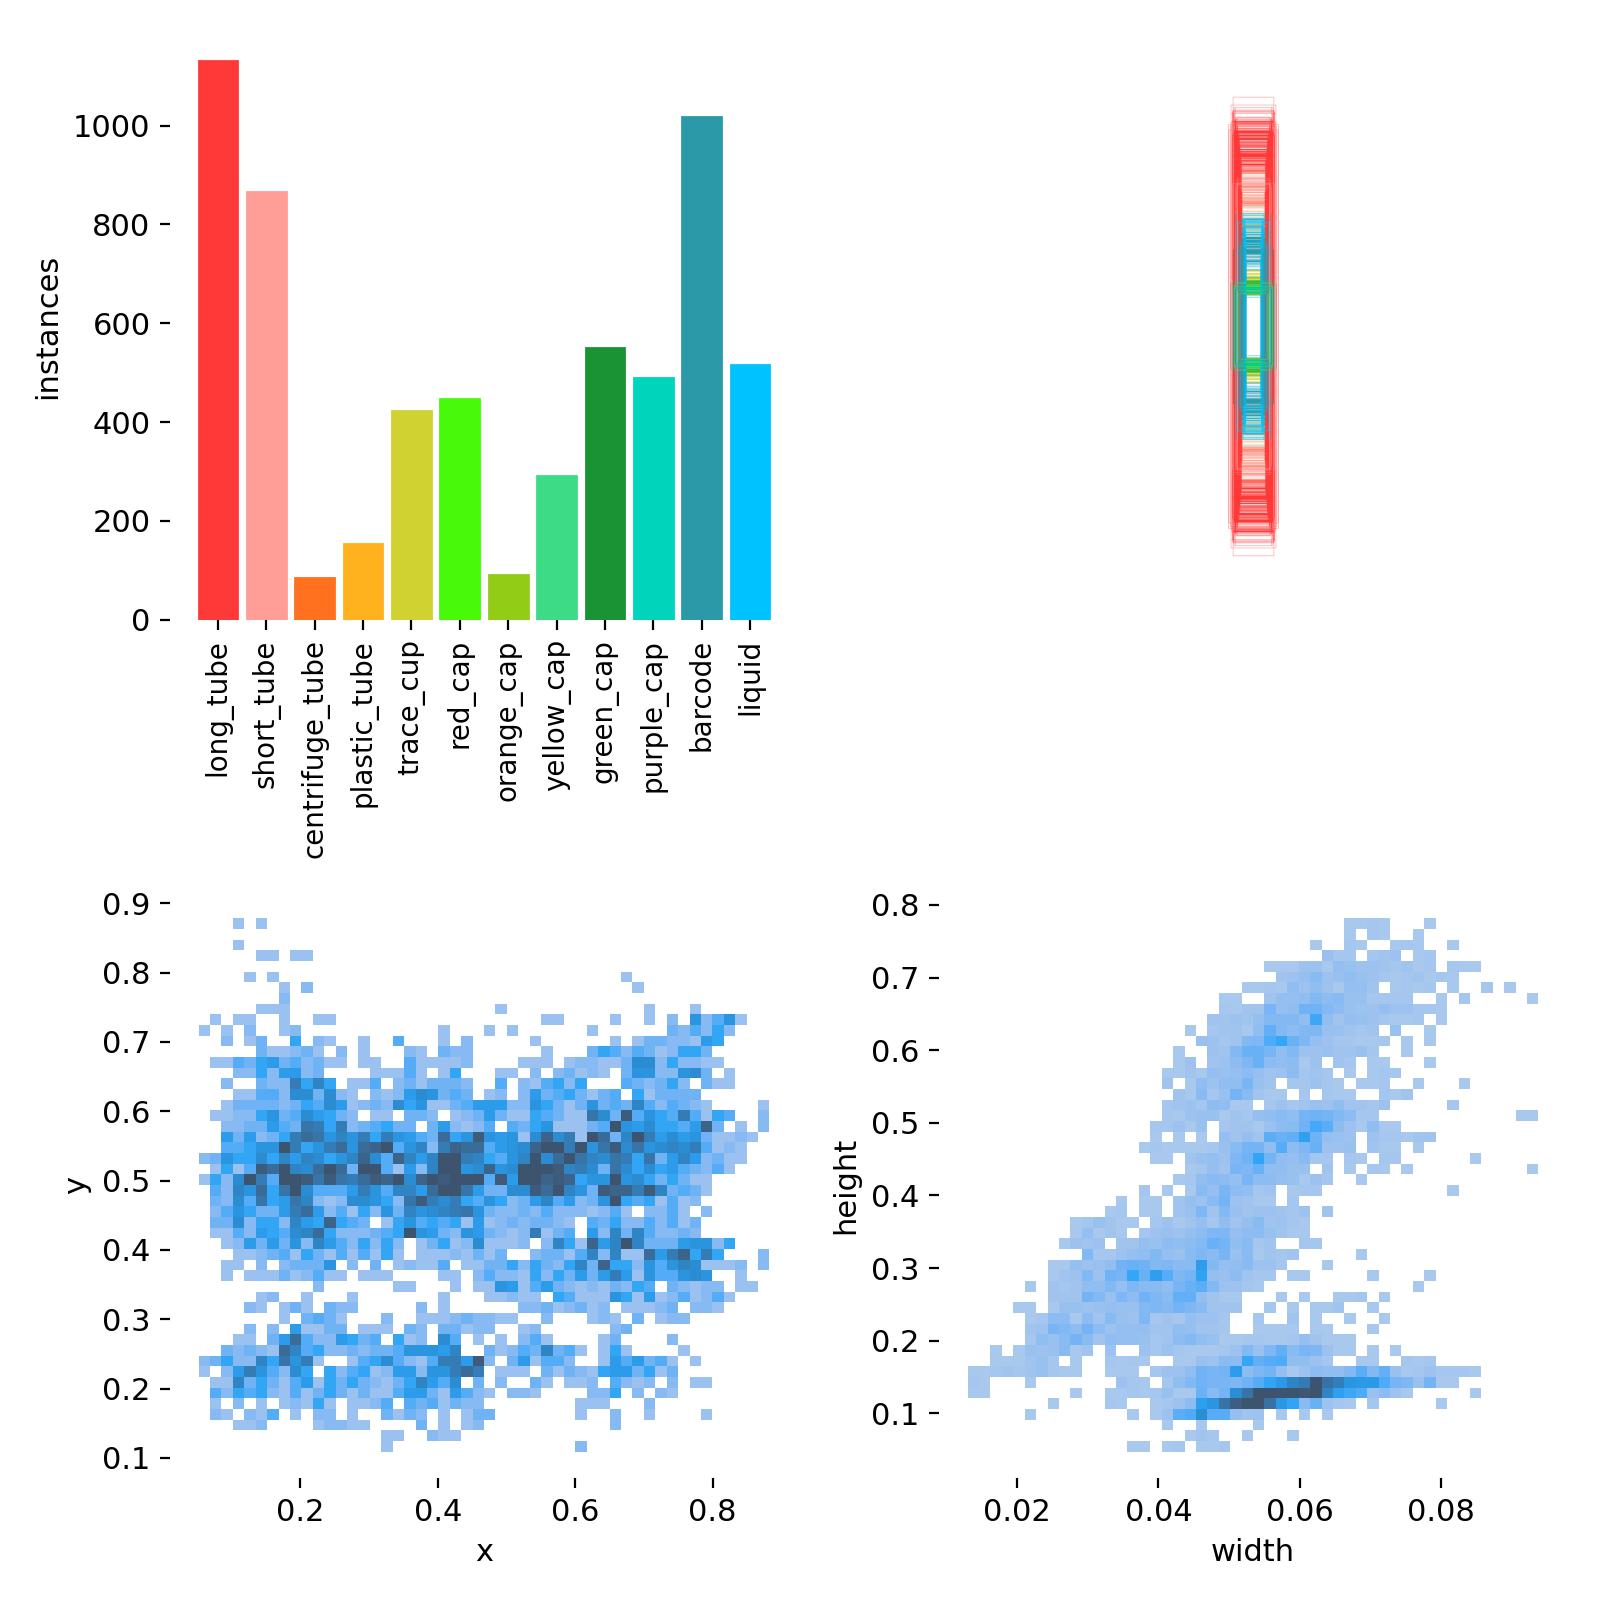 instances
1000
800
600
400
200
0
long_tube
short_tube
centrifuge_tube
plastic_tube
trace_cup
red_cap
orange_cap
yellow_cap
green_cap
purple_cap
barcode
liquid
y
0.9
0.8
0.7
0.6
0.5
0.4
0.3
0.2
0.1
0.2 0.4 0.6 0.8
x
height
0.8
0.7
0.6
0.5
0.4
0.3
0.2
0.1
0.02 0.04 0.06 0.08
width